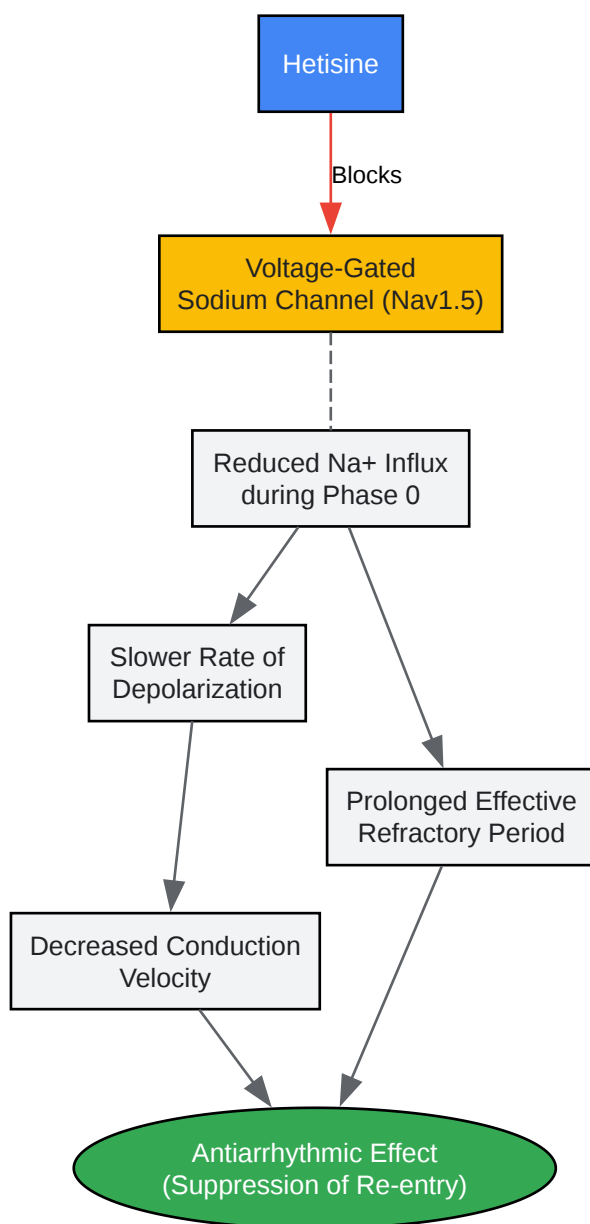 Hetisine
Blocks
Voltage-Gated
Sodium Channel (Nav1.5)
Reduced Na+ Influx
during Phase 0
Slower Rate of
Depolarization
Prolonged Effective
Refractory Period
Decreased Conduction
Velocity
Antiarrhythmic Effect
(Suppression of Re-entry)